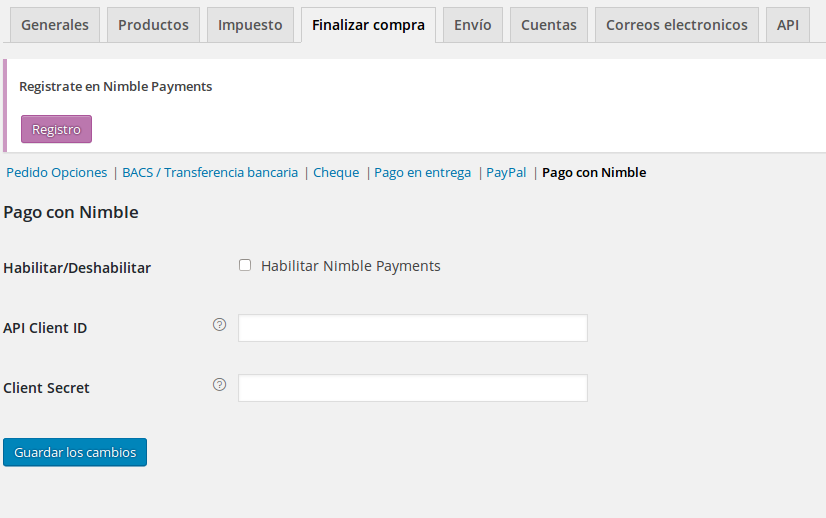 Generales Productos Impuesto Finalizar compra Envío Cuentas Correos electronicos API
Registrate en Nimble Payments
Registro
Pedido Opciones | BACS / Transferencia bancaria | Cheque | Pago en entrega | PayPal | Pago con Nimble
Pago con Nimble
Habilitar/Deshabilitar Habilitar Nimble Payments
API Client ID ?
Client Secret ?
Guardar los cambios